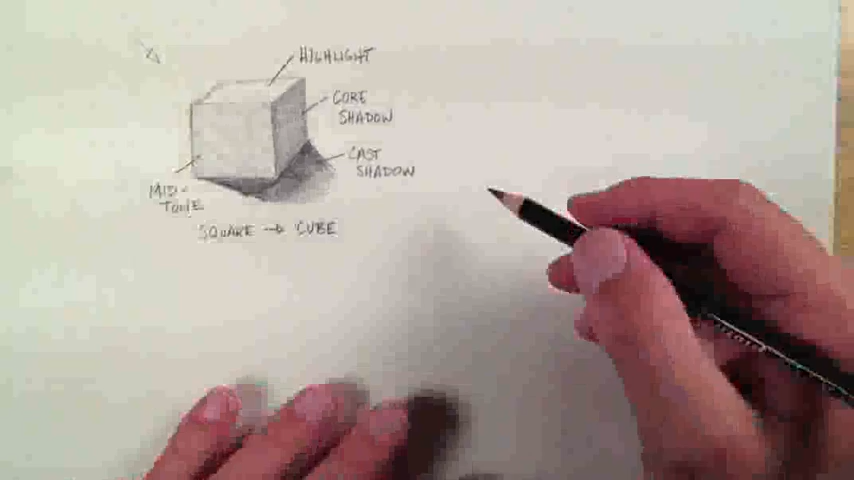 HIGHLIGHT
CORE
SHADOW
CAST
SHADOW
MID-
TONE
SQUARE → CUBE